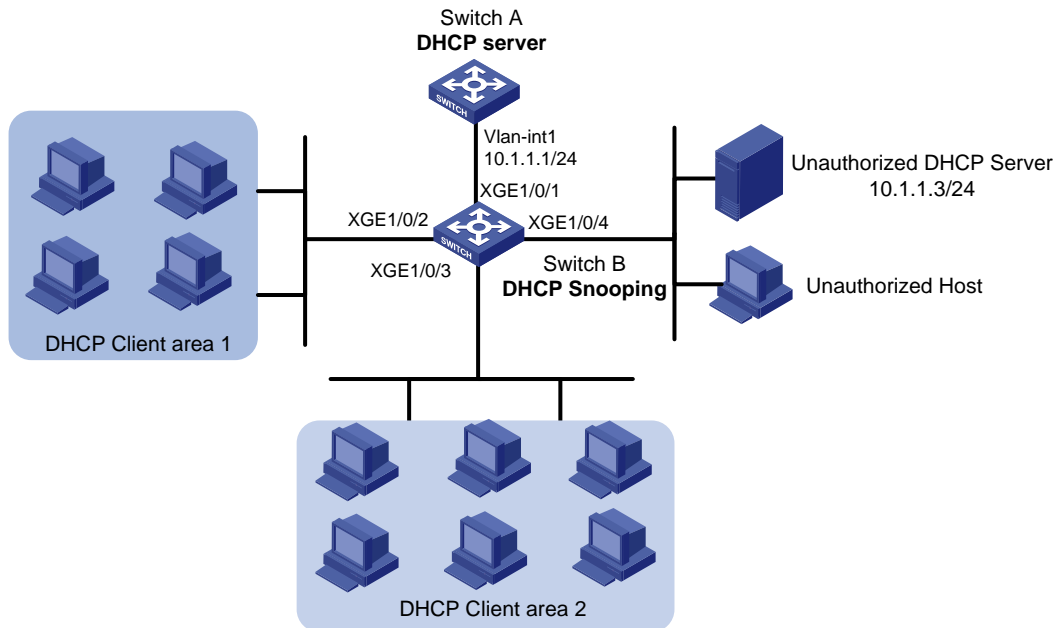 Switch A
DHCP server
SWITCH
Vlan-int1
10.1.1.1/24
XGE1/0/1
XGE1/0/2
XGE1/0/4
SWITCH
XGE1/0/3
Switch B
DHCP Snooping
Unauthorized DHCP Server
10.1.1.3/24
Unauthorized Host
DHCP Client area 1
DHCP Client area 2